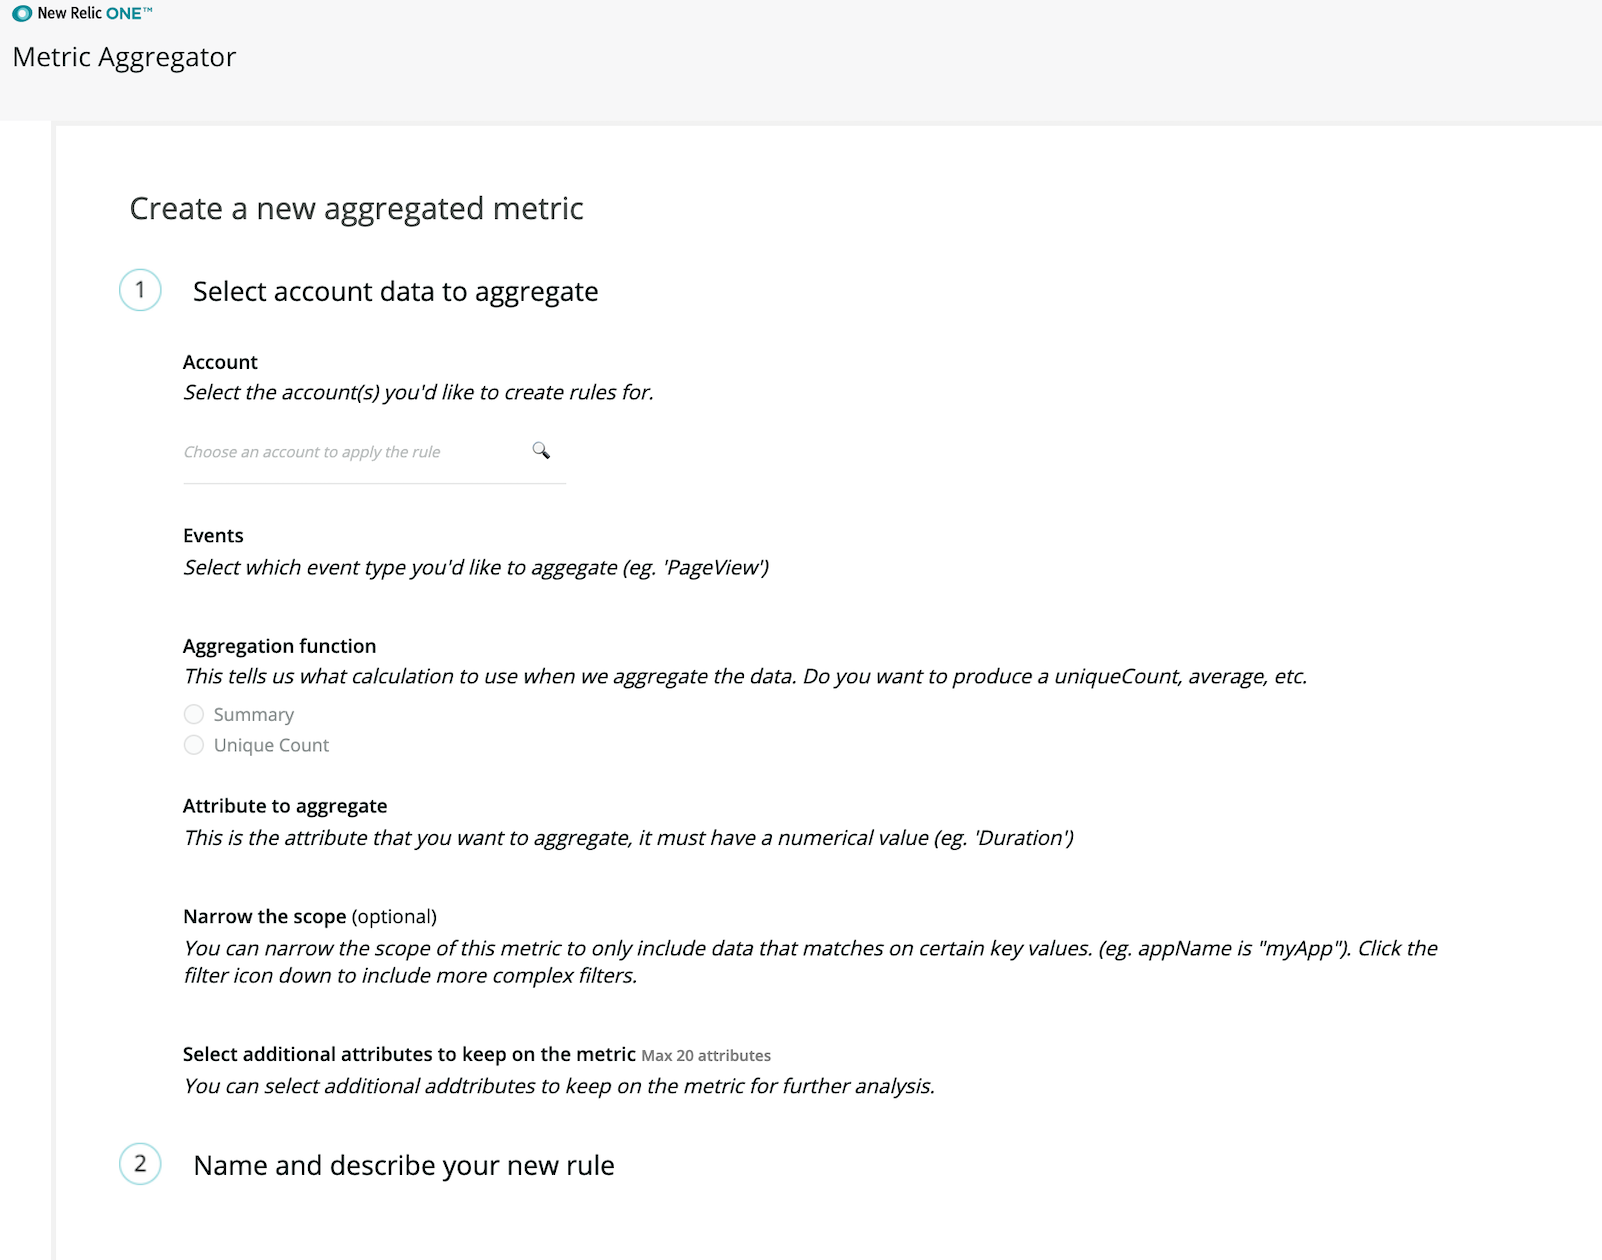 New Relic ONE™
Metric Aggregator
Create a new aggregated metric
1 Select account data to aggregate
Account
Select the account(s) you'd like to create rules for.
Choose an account to apply the rule
Events
Select which event type you'd like to aggegate (eg. 'PageView')
Aggregation function
This tells us what calculation to use when we aggregate the data. Do you want to produce a uniqueCount, average, etc.
Summary
Unique Count
Attribute to aggregate
This is the attribute that you want to aggregate, it must have a numerical value (eg. 'Duration')
Narrow the scope (optional)
You can narrow the scope of this metric to only include data that matches on certain key values. (eg. appName is "myApp"). Click the
filter icon down to include more complex filters.
Select additional attributes to keep on the metric Max 20 attributes
You can select additional addtributes to keep on the metric for further analysis.
2 Name and describe your new rule